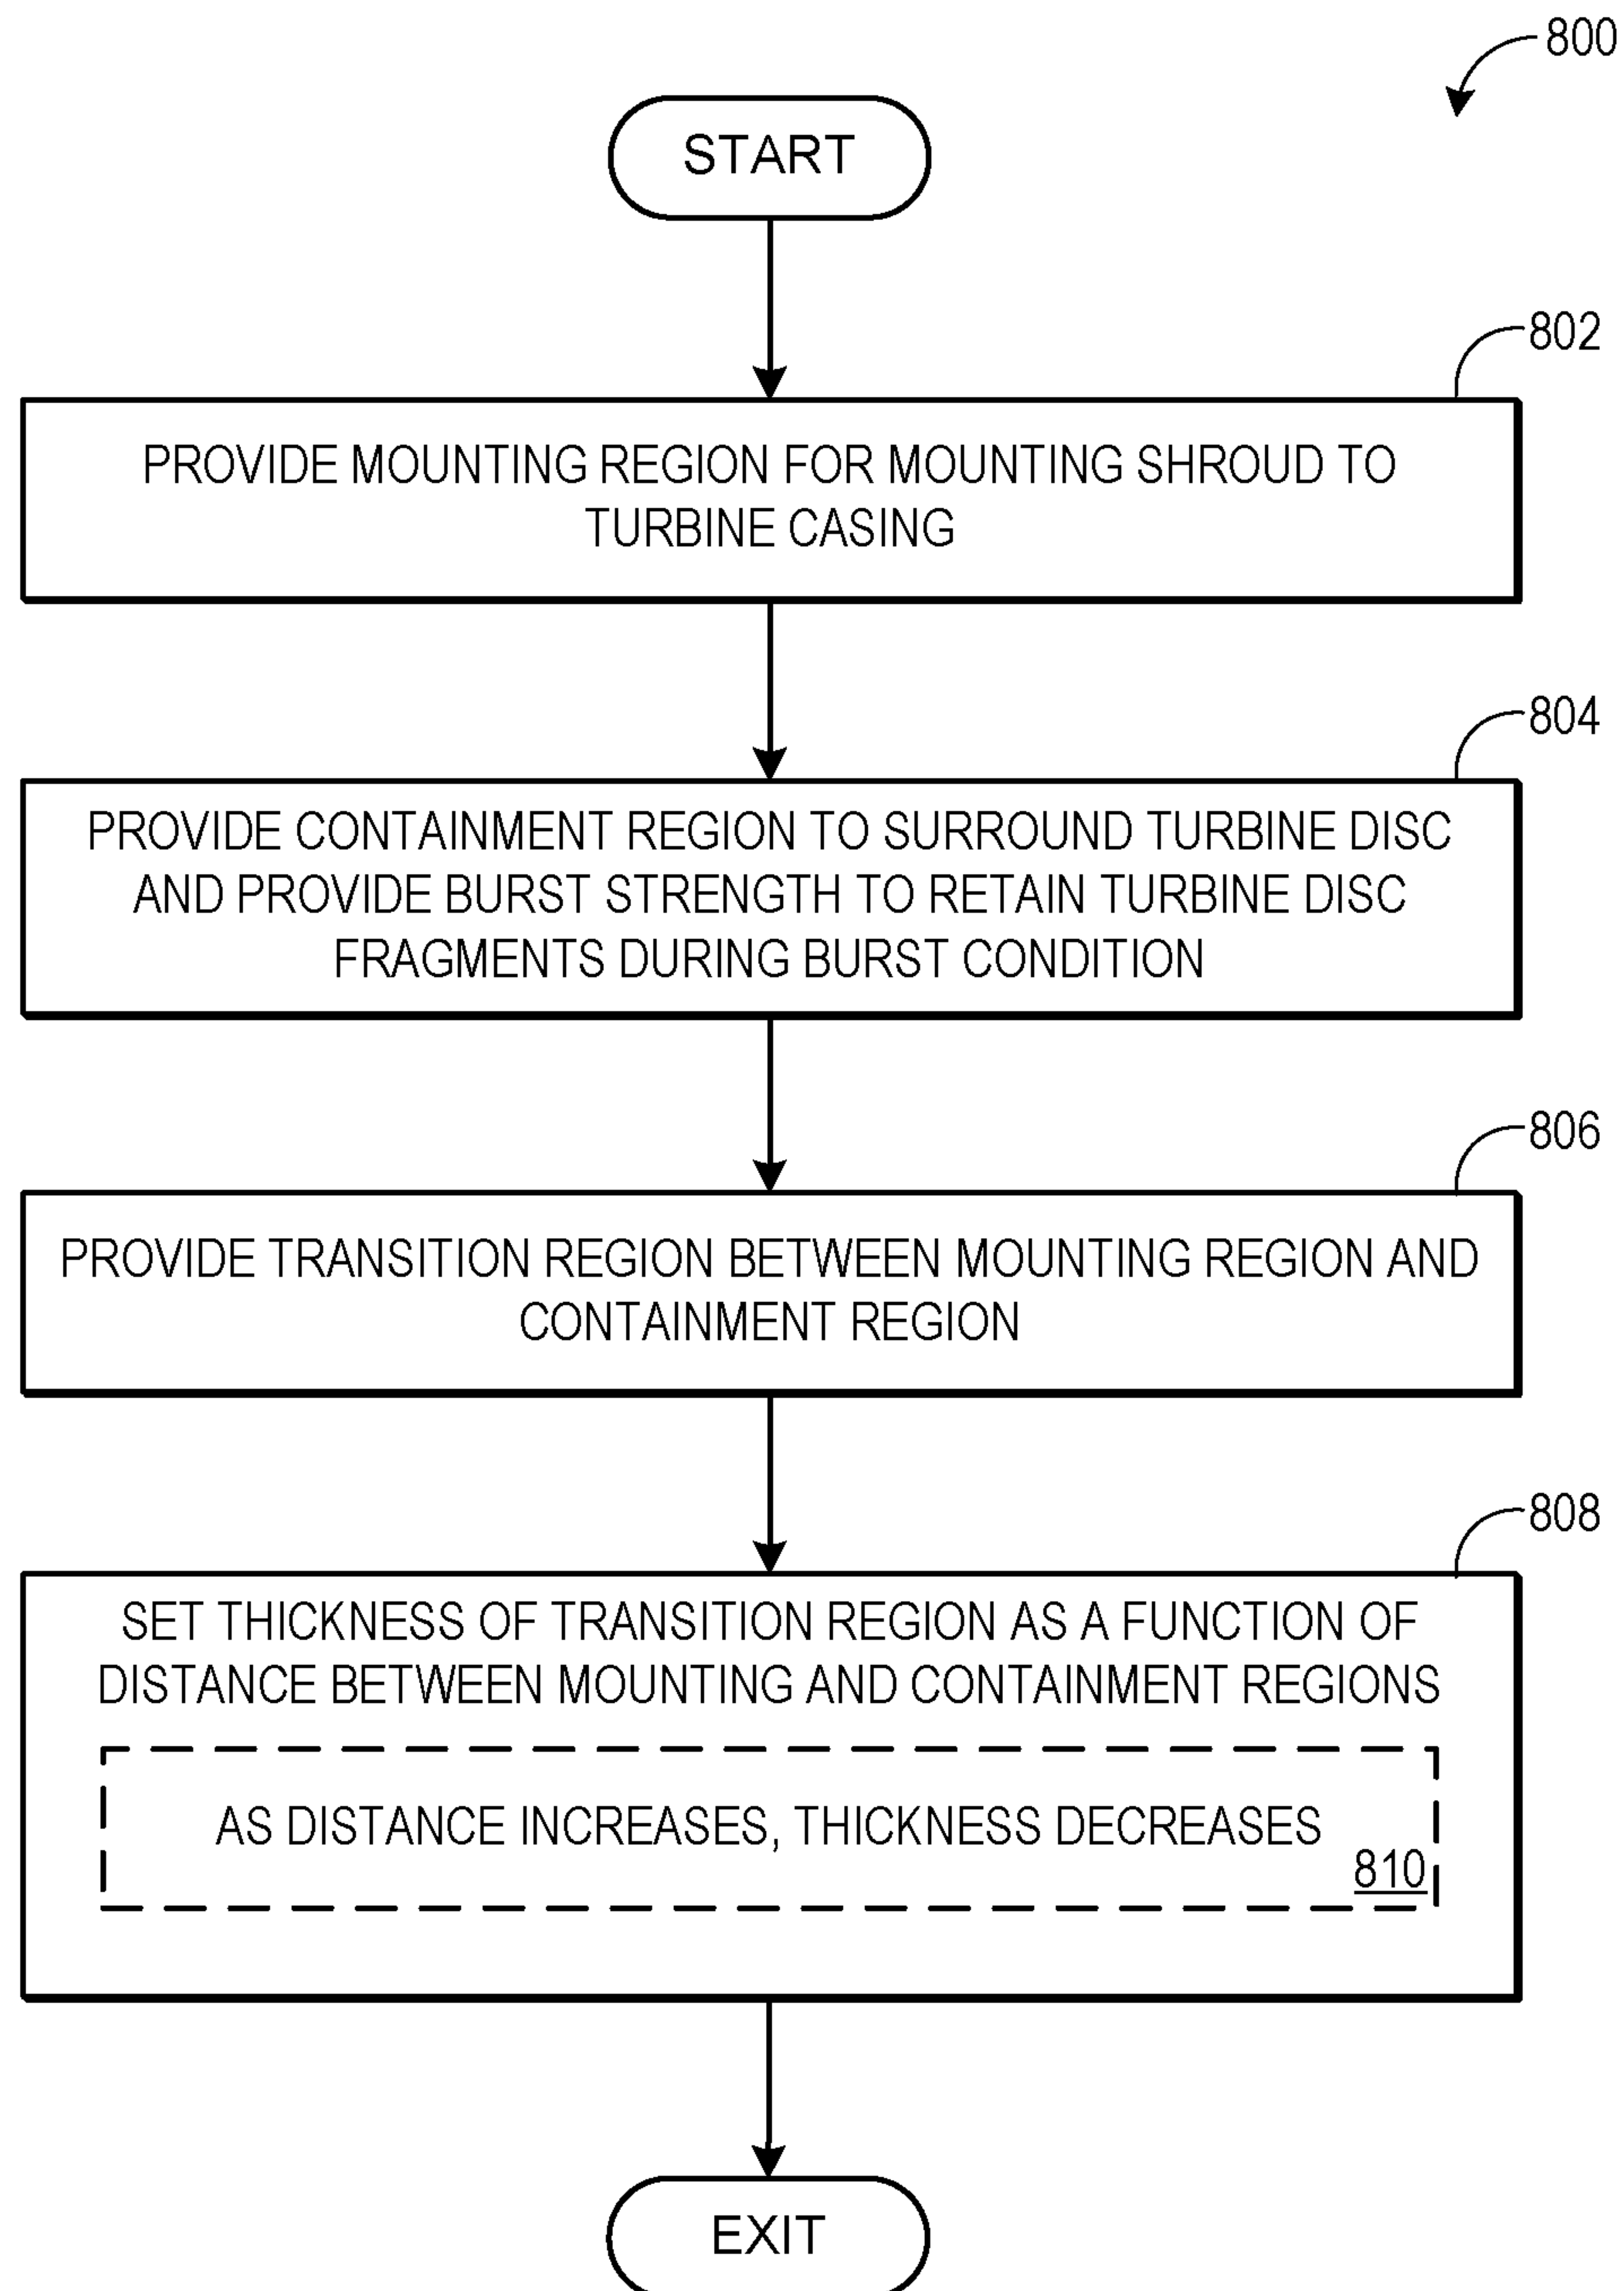 800
START
802
PROVIDE MOUNTING REGION FOR MOUNTING SHROUD TO
TURBINE CASING
804
PROVIDE CONTAINMENT REGION TO SURROUND TURBINE DISC
AND PROVIDE BURST STRENGTH TO RETAIN TURBINE DISC
FRAGMENTS DURING BURST CONDITION
806
PROVIDE TRANSITION REGION BETWEEN MOUNTING REGION AND
CONTAINMENT REGION
808
SET THICKNESS OF TRANSITION REGION AS A FUNCTION OF
DISTANCE BETWEEN MOUNTING AND CONTAINMENT REGIONS
AS DISTANCE INCREASES, THICKNESS DECREASES
810
EXIT